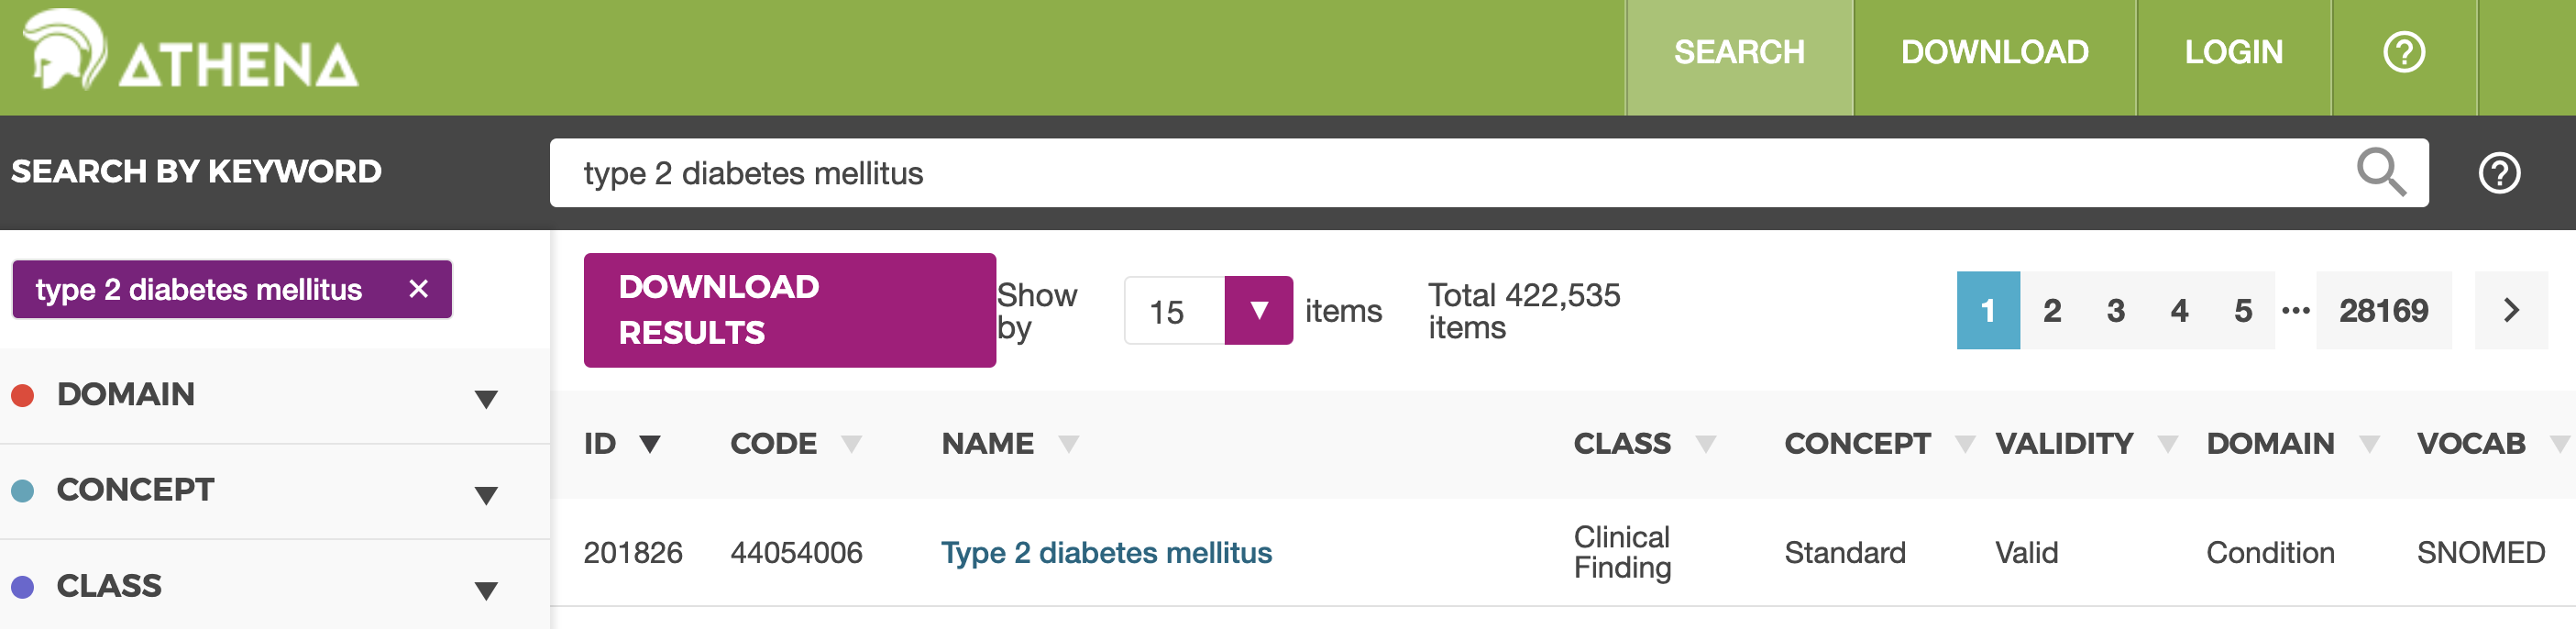 ATHENA
SEARCH DOWNLOAD LOGIN ?
SEARCH BY KEYWORD
type 2 diabetes mellitus
?
type 2 diabetes mellitus ×
DOWNLOAD
RESULTS
Show
by
15
items
Total 422,535
items
1 2 3 4 5 ... 28169 >
DOMAIN
CONCEPT
CLASS
ID CODE NAME CLASS CONCEPT VALIDITY DOMAIN VOCAB
201826 44054006 Type 2 diabetes mellitus Clinical
Finding Standard Valid Condition SNOMED